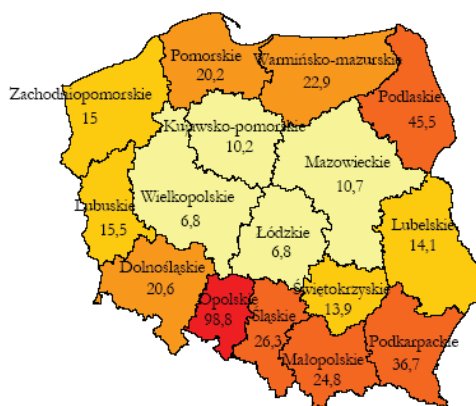 Pomorskie
20,2
Warmińsko-mazurskie
22,9
Zachodniopomorskie
15
Podlaskie
45,5
Kujawsko-pomorskie
10,2
Mazowieckie
10,7
Wielkopolskie
6,8
Lubuskie
15,5
Łódzkie
6,8
Lubelskie
14,1
Dolnośląskie
20,6
Opolskie
98,8
Śląskie
26,3
Świętokrzyskie
13,9
Małopolskie
24,8
Podkarpackie
36,7